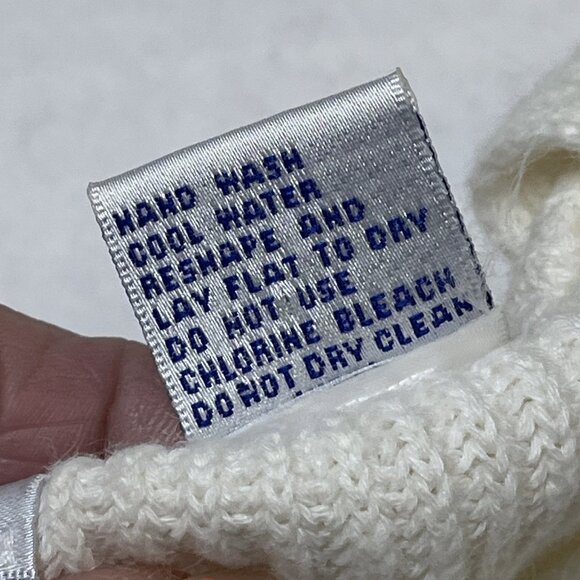 HAND WASH
COOL WATER
RESHAPE AND
LAY FLAT TO DRY
DO NOT USE
CHLORINE BLEACH
DO NOT DRY CLEAN